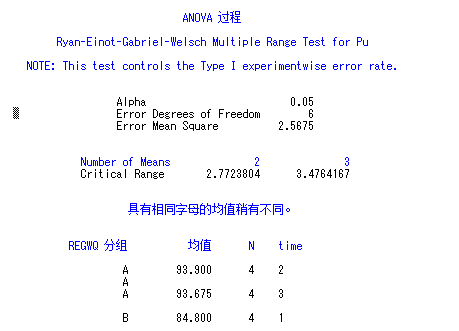 ANOVA 过程
Ryan-Einot-Gabriel-Welsch Multiple Range Test for Pu
NOTE: This test controls the Type I experimentwise error rate.
Alpha 0.05
Error Degrees of Freedom 6
Error Mean Square 2.5675
Number of Means 2 3
Critical Range 2.7723804 3.4764167
具有相同字母的均值稍有不同。
REGWQ 分组 均值 N time
A 93.900 4 2
A
A 93.675 4 3
B 84.800 4 1